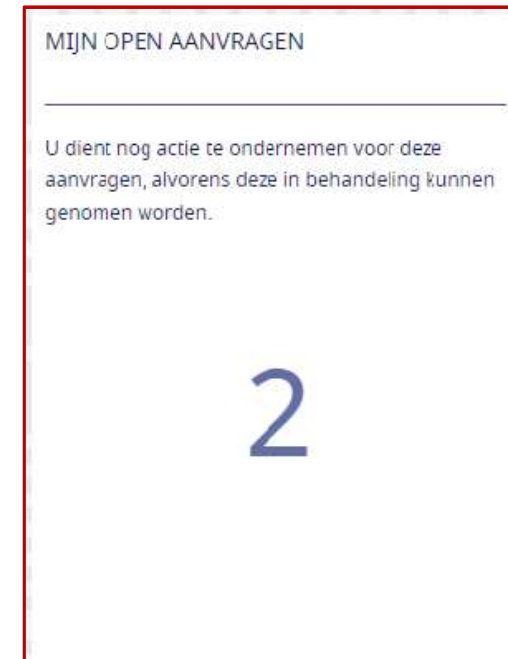 MIJN OPEN AANVRAGEN
U dient nog actie te ondernemen voor deze
aanvragen, alvorens deze in behandeling kunnen
genomen worden.
2